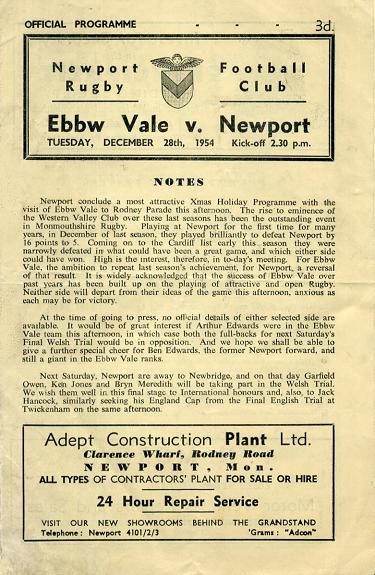 OFFICIAL PROGRAMME - - - 3d.
Newport Football
Rugby Club
Ebbw Vale v. Newport
TUESDAY, DECEMBER 28th, 1954 Kick-off 2.30 p.m.
NOTES
Newport conclude a most attractive Xmas Holiday Programme with the
visit of Ebbw Vale to Rodney Parade this afternoon. The rise to eminence of
the Western Valley Club over these last seasons has been the outstanding event
in Monmouthshire Rugby. Playing at Newport for the first time for many
years, in December of last season, they played brilliantly to defeat Newport by
16 points to 5. Coming on to the Cardiff list early this season they were
narrowly defeated in what could have been a great game, and which either side
could have won. High is the interest, therefore, in to-day's meeting. For Ebbw
Vale, the ambition to repeat last season's achievement, for Newport, a reversal
of that result. It is widely acknowledged that the success of Ebbw Vale over
past years has been built up on the playing of attractive and open Rugby.
Neither side will depart from those ideas of the game this afternoon, anxious as
each may be for victory.
At the time of going to press, no official details of either selected side are
available. It would be of great interest if Arthur Edwards were in the Ebbw
Vale team this afternoon, in which case both the full-backs for next Saturday's
Final Welsh Trial would be in opposition. And we hope we shall be able to
give a further special cheer for Ben Edwards, the former Newport forward, and
still a giant in the Ebbw Vale ranks.
Next Saturday, Newport are away to Newbridge, and on that day Garfield
Owen, Ken Jones and Bryn Meredith will be taking part in the Welsh Trial.
We wish them well in this final stage to International honours and, also, to Jack
Hancock, similarly seeking his England Cap from the Final English Trial at
Twickenham on the same afternoon.
Adept Construction Plant Ltd.
Clarence Wharf, Rodney Road
NEWPORT, Mon.
ALL TYPES OF CONTRACTORS' PLANT FOR SALE OR HIRE
24 Hour Repair Service
VISIT OUR NEW SHOWROOMS BEHIND THE GRANDSTAND
Telephone: Newport 4101/2/3 'Grams: "Adcon"